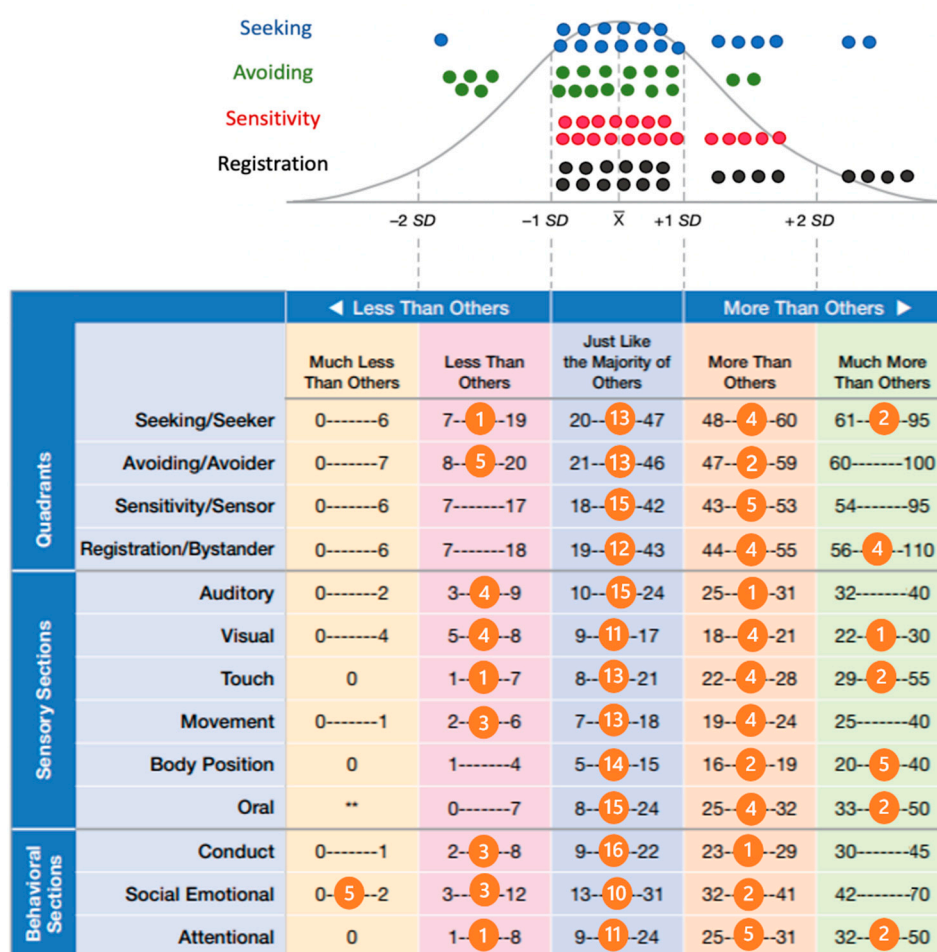 Seeking
Avoiding
Sensitivity
Registration
-2 SD -1 SD X̄ +1 SD +2 SD
◀ Less Than Others More Than Others ▶
Much Less Than Others Less Than Others Just Like the Majority of Others More Than Others Much More Than Others
Quadrants
Seeking/Seeker 0-------6 7--1--19 20--13-47 48--4--60 61--2--95
Avoiding/Avoider 0-------7 8--5--20 21--13-46 47--2--59 60--------100
Sensitivity/Sensor 0-------6 7-------17 18--15--42 43--5--53 54-------95
Registration/Bystander 0-------6 7-------18 19--12--43 44--4--55 56--4--110
Sensory Sections
Auditory 0-------2 3--4--9 10--15--24 25--1--31 32-------40
Visual 0-------4 5--4--8 9--11--17 18--4--21 22--1--30
Touch 0 1--1--7 8--13--21 22--4--28 29--2--55
Movement 0-------1 2--3--6 7--13--18 19--4--24 25-------40
Body Position 0 1-------4 5--14--15 16--2--19 20--5--40
Oral ** 0-------7 8--15--24 25--4--32 33--2--50
Behavioral Sections
Conduct 0-------1 2--3--8 9--16--22 23--1--29 30-------45
Social Emotional 0-5--2 3---3---12 13--10---31 32--2--41 42-------70
Attentional 0 1--1--8 9--11--24 25--5--31 32--2--50